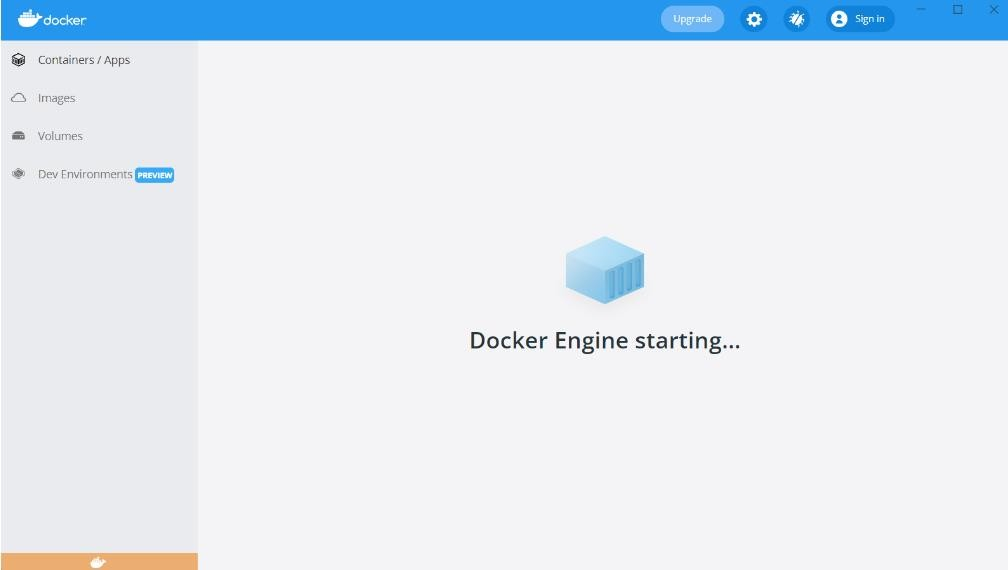 docker
Upgrade
Sign in
Containers / Apps
Images
Volumes
Dev Environments PREVIEW
Docker Engine starting...